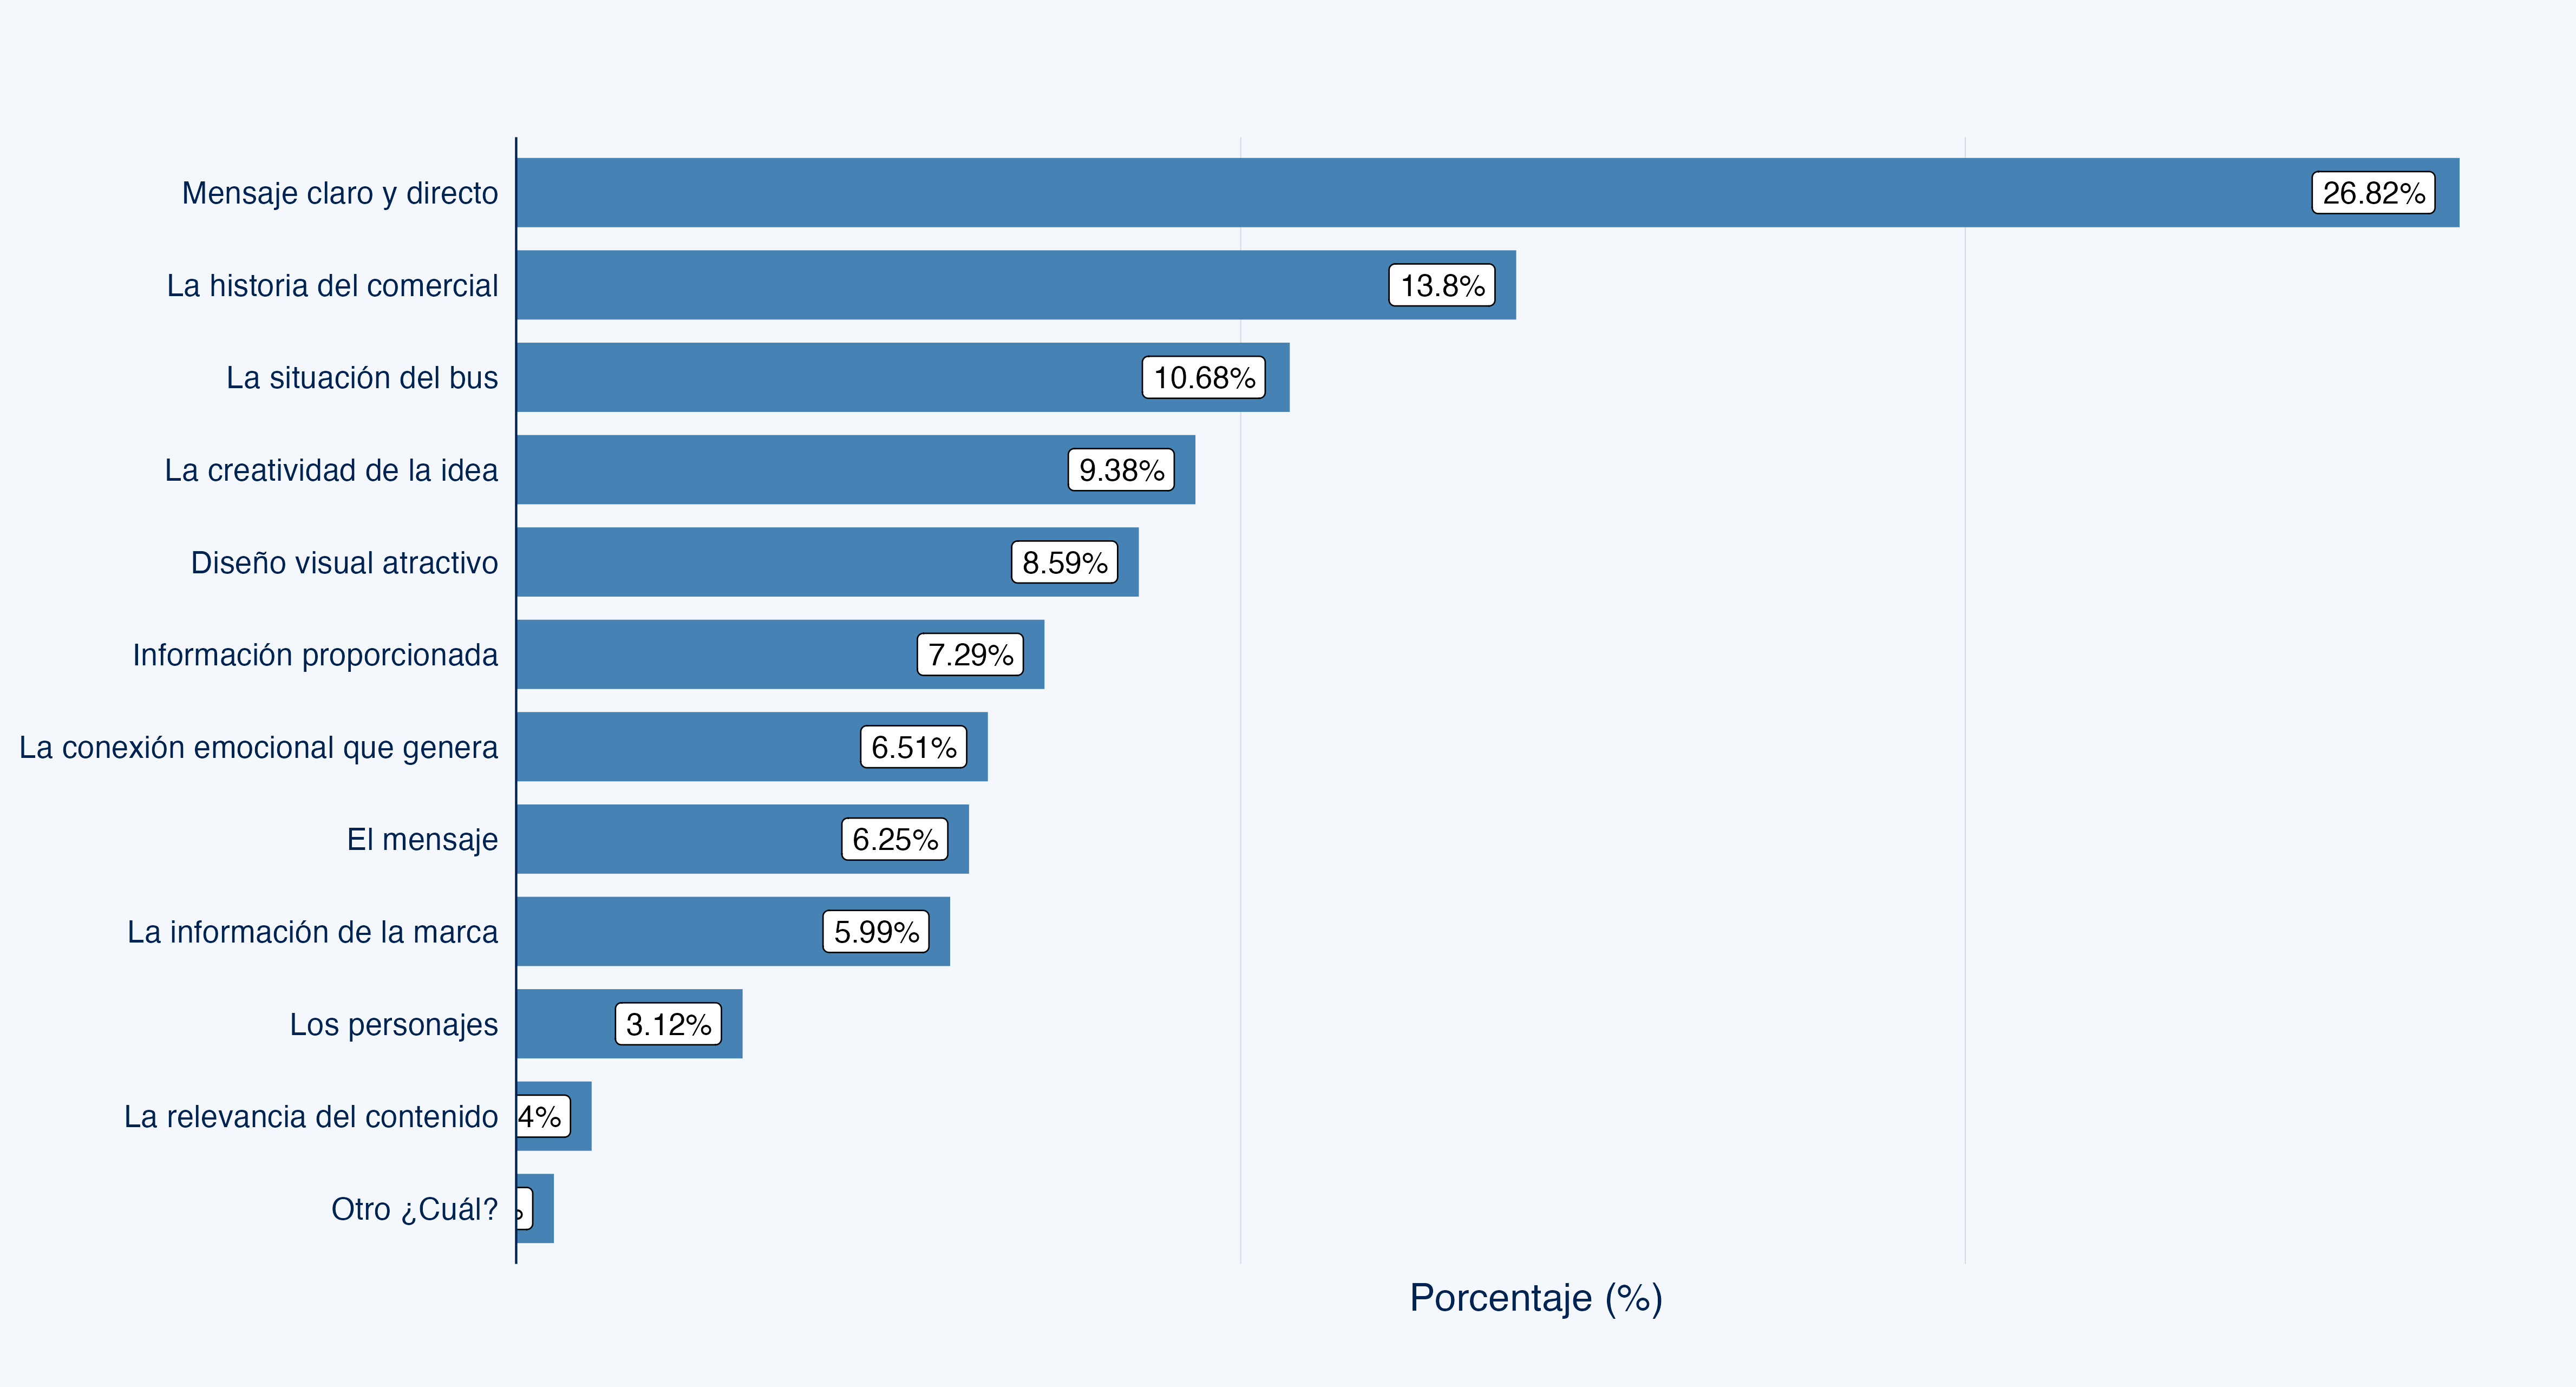 Mensaje claro y directo 26.82%
La historia del comercial 13.8%
La situación del bus 10.68%
La creatividad de la idea 9.38%
Diseño visual atractivo 8.59%
Información proporcionada 7.29%
La conexión emocional que genera 6.51%
El mensaje 6.25%
La información de la marca 5.99%
Los personajes 3.12%
La relevancia del contenido 4%
Otro ¿Cuál?
Porcentaje (%)